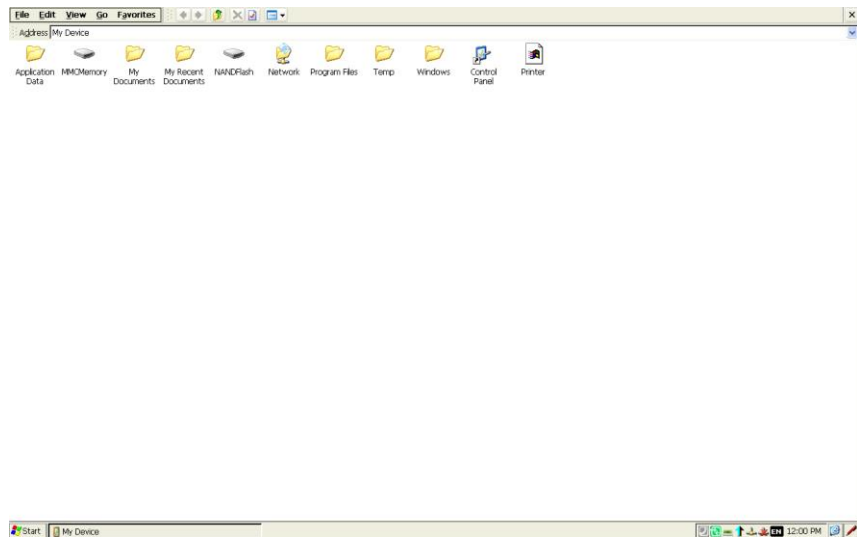 File Edit View Go Favorites
Address My Device
Application Data
MMCMemory
My Documents
My Recent Documents
NANDFlash
Network
Program Files
Temp
Windows
Control Panel
Printer
Start My Device EN 12:00 PM